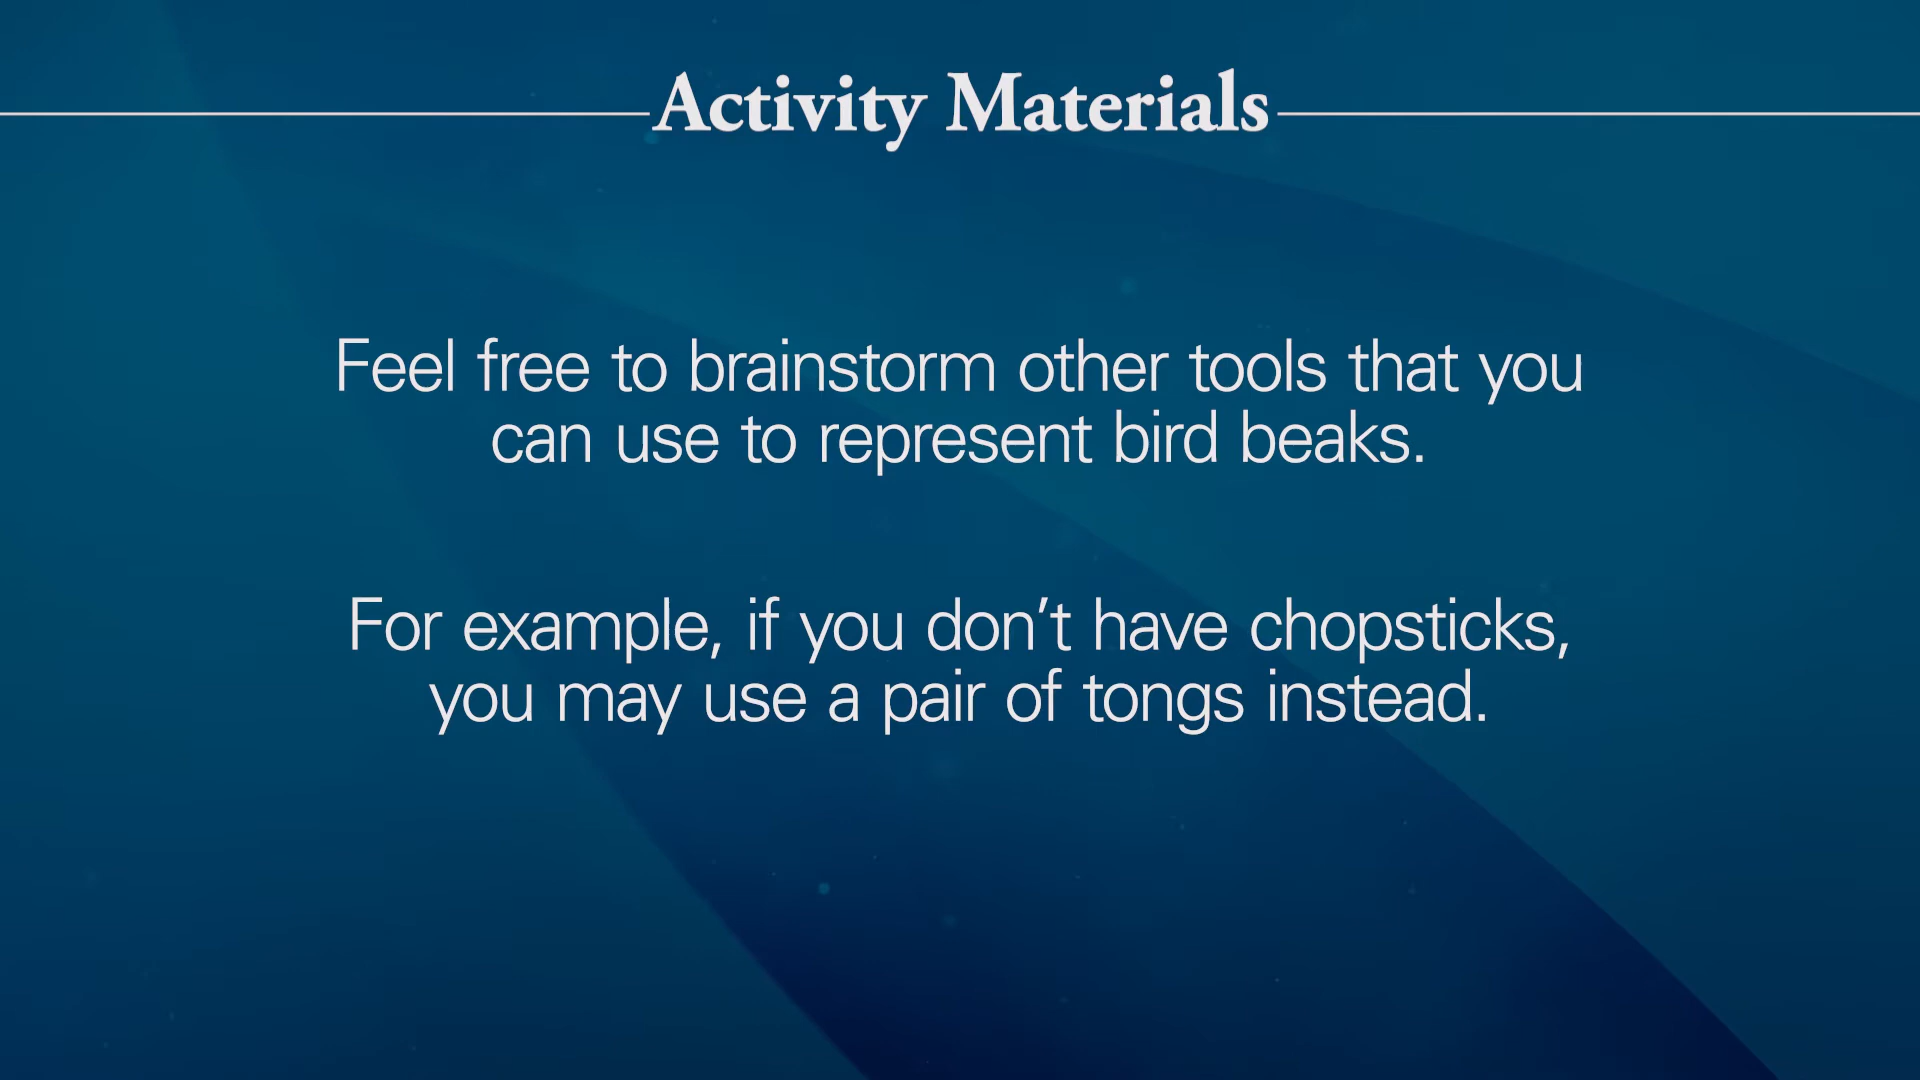 Activity Materials
Feel free to brainstorm other tools that you
can use to represent bird beaks.
For example, if you don’t have chopsticks,
you may use a pair of tongs instead.